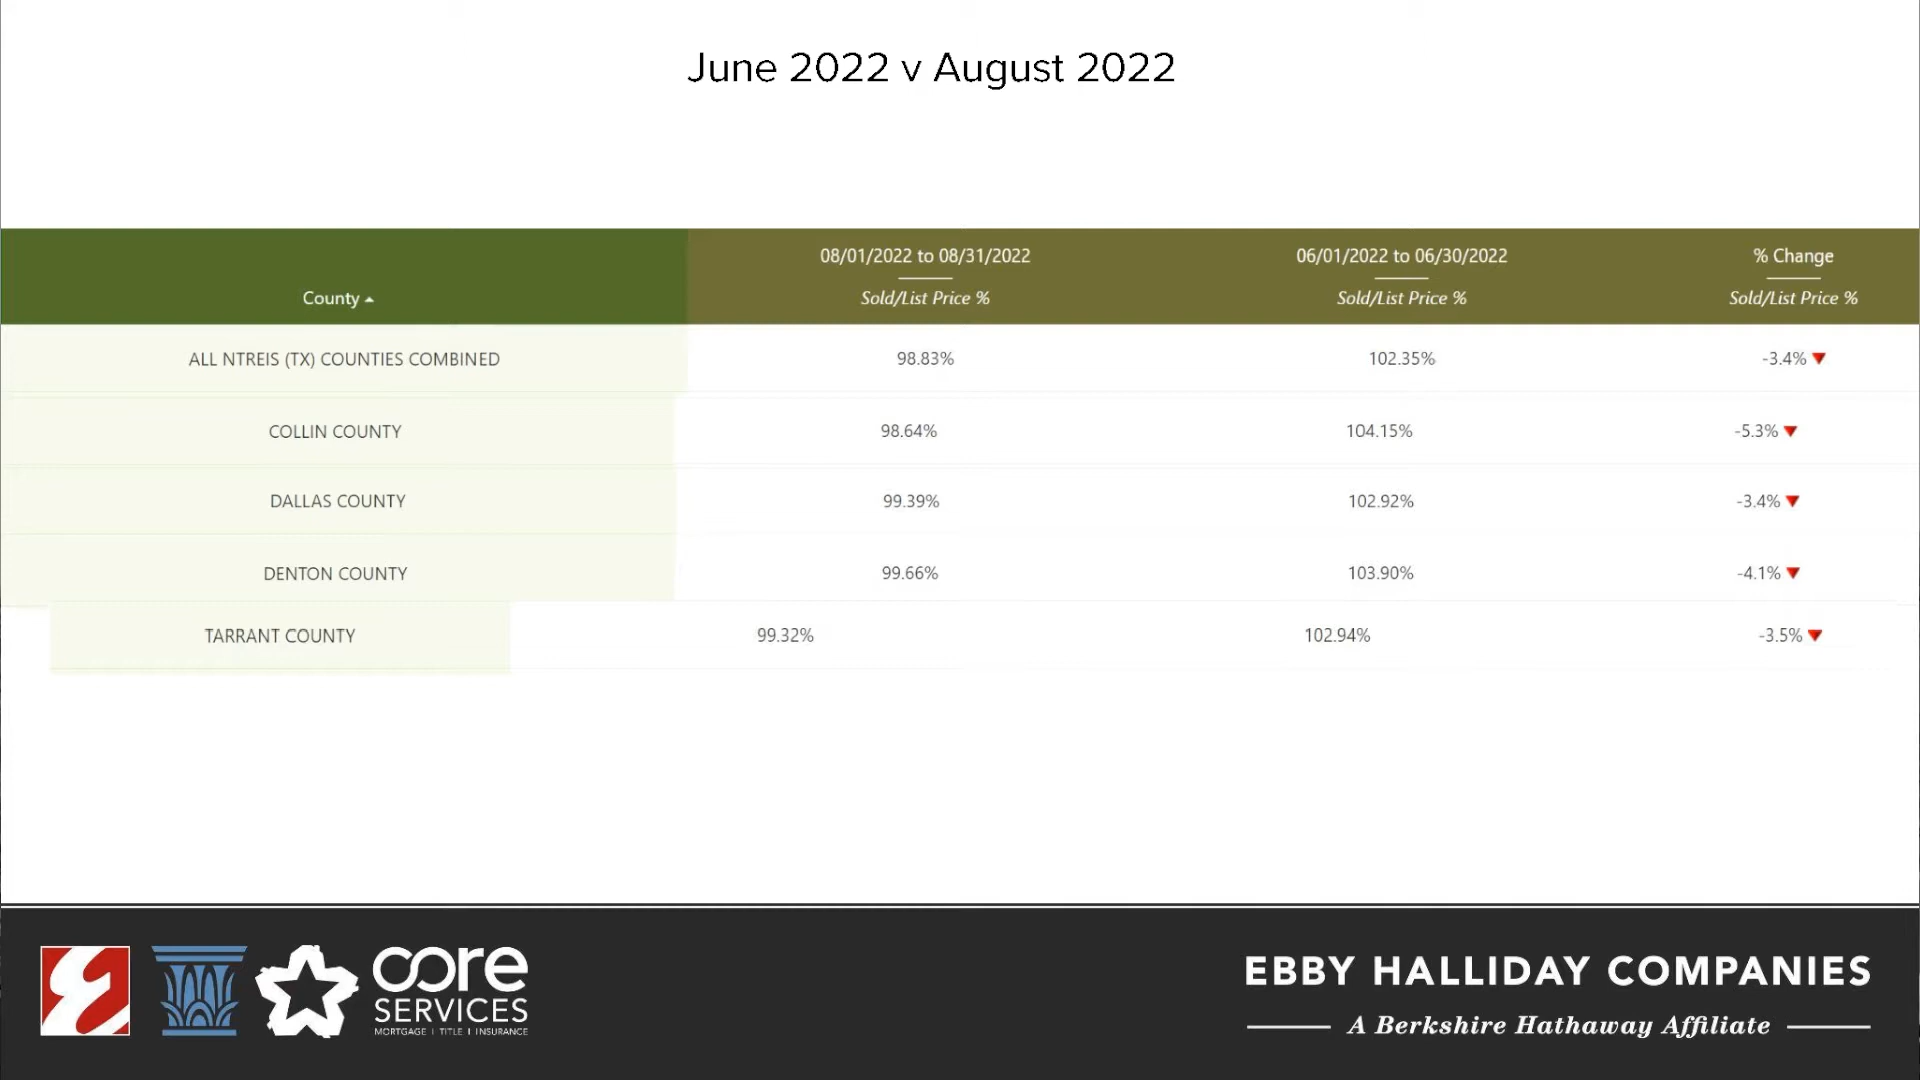 June 2022 v August 2022
08/01/2022 to 08/31/2022 06/01/2022 to 06/30/2022 % Change
County Sold/List Price % Sold/List Price % Sold/List Price %
ALL NTREIS (TX) COUNTIES COMBINED 98.83% 102.35% -3.4%
COLLIN COUNTY 98.64% 104.15% -5.3%
DALLAS COUNTY 99.39% 102.92% -3.4%
DENTON COUNTY 99.66% 103.90% -4.1%
TARRANT COUNTY 99.32% 102.94% -3.5%
core
SERVICES
MORTGAGE | TITLE | INSURANCE
EBBY HALLIDAY COMPANIES
A Berkshire Hathaway Affiliate